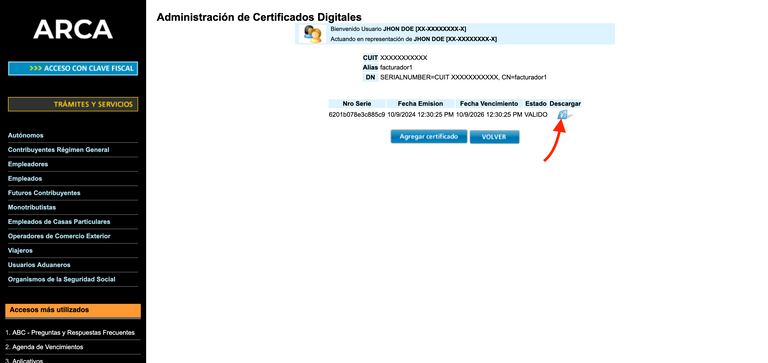 ARCA
>>> ACCESO CON CLAVE FISCAL
TRÁMITES Y SERVICIOS
Autónomos
Contribuyentes Régimen General
Empleadores
Empleados
Futuros Contribuyentes
Monotributistas
Empleados de Casas Particulares
Operadores de Comercio Exterior
Viajeros
Usuarios Aduaneros
Organismos de la Seguridad Social
Accesos más utilizados
1. ABC - Preguntas y Respuestas Frecuentes
2. Agenda de Vencimientos
3. Aplicativos
Administración de Certificados Digitales
Bienvenido Usuario JHON DOE [XX-XXXXXXXX-X]
Actuando en representación de JHON DOE [XX-XXXXXXXX-X]
CUIT XXXXXXXXXXX
Alias facturador1
DN SERIALNUMBER=CUIT XXXXXXXXXXX, CN=facturador1
Nro Serie Fecha Emision Fecha Vencimiento Estado Descargar
6201b078e3c885c9 10/9/2024 12:30:25 PM 10/9/2026 12:30:25 PM VALIDO
Agregar certificado VOLVER